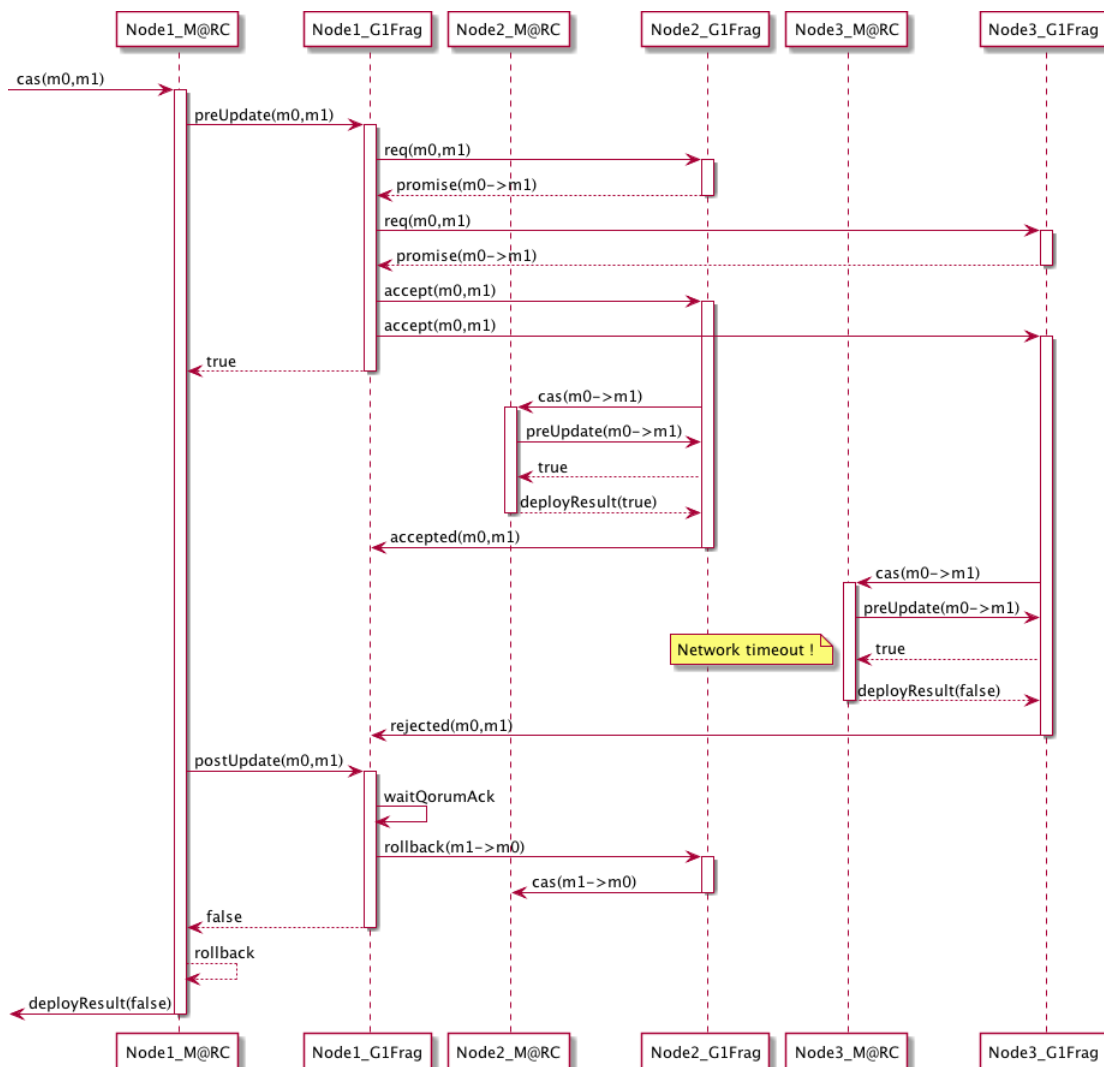 Node1_M@RC
Node1_G1Frag
Node2_M@RC
Node2_G1Frag
Node3_M@RC
Node3_G1Frag
cas(m0,m1)
preUpdate(m0,m1)
req(m0,m1)
promise(m0->m1)
req(m0,m1)
promise(m0->m1)
accept(m0,m1)
accept(m0,m1)
true
cas(m0->m1)
preUpdate(m0->m1)
true
deployResult(true)
accepted(m0,m1)
cas(m0->m1)
preUpdate(m0->m1)
Network timeout !
true
deployResult(false)
rejected(m0,m1)
postUpdate(m0,m1)
waitQorumAck
rollback(m1->m0)
cas(m1->m0)
false
rollback
deployResult(false)
Node1_M@RC
Node1_G1Frag
Node2_M@RC
Node2_G1Frag
Node3_M@RC
Node3_G1Frag